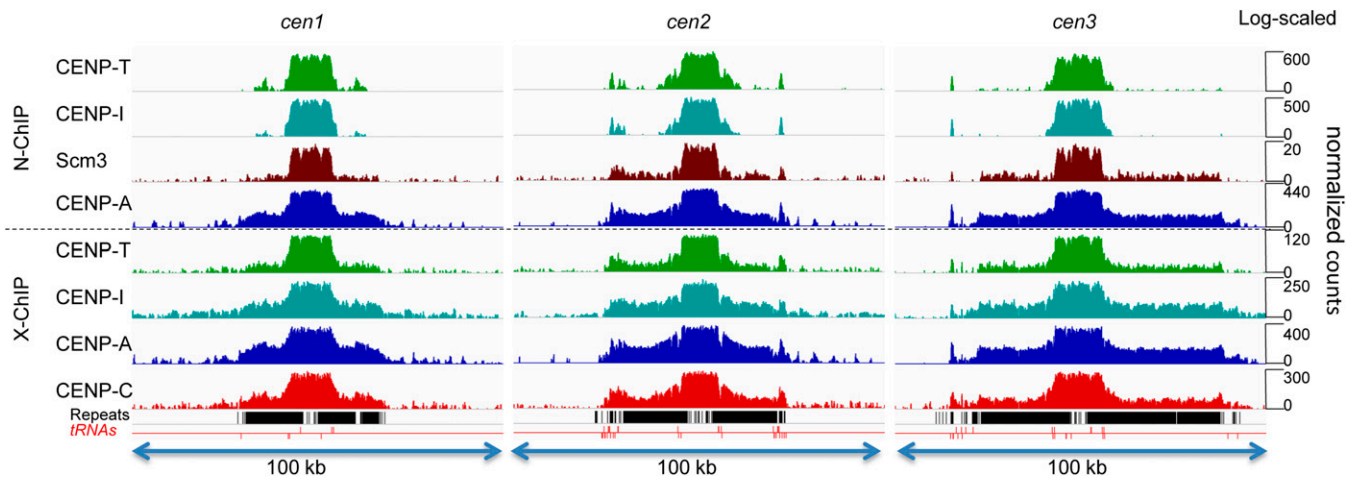 cen1 cen2 cen3 Log-scaled
N-ChIP
CENP-T 600 0
CENP-I 500 0
Scm3 20 0
CENP-A 440 0
X-ChIP
CENP-T 120 0
CENP-I 250 0
CENP-A 400 0
CENP-C 300 0
normalized counts
Repeats
tRNAs
100 kb 100 kb 100 kb